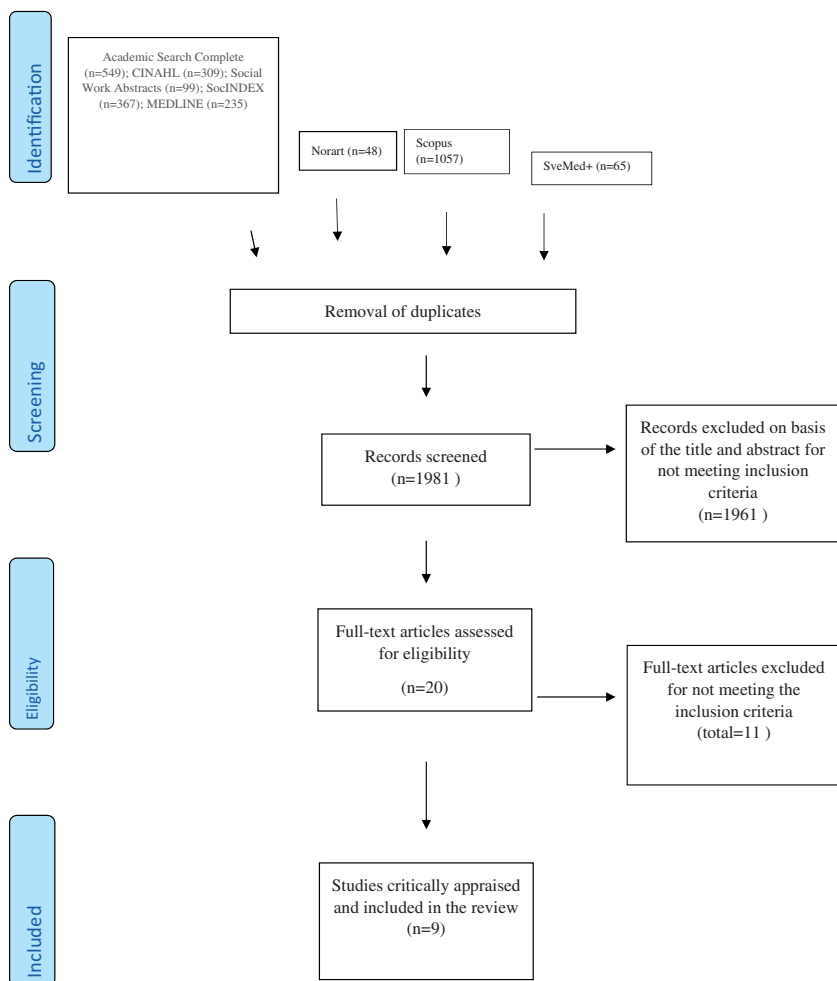 Identification
Academic Search Complete
(n=549); CINAHL (n=309); Social
Work Abstracts (n=99); SocINDEX
(n=367); MEDLINE (n=235)
Norart (n=48)
Scopus
(n=1057)
SveMed+ (n=65)
Screening
Removal of duplicates
Records screened
(n=1981 )
Records excluded on basis
of the title and abstract for
not meeting inclusion
criteria
(n=1961 )
Eligibility
Full-text articles assessed
for eligibility
(n=20)
Full-text articles excluded
for not meeting the
inclusion criteria
(total=11 )
Included
Studies critically appraised
and included in the review
(n=9)